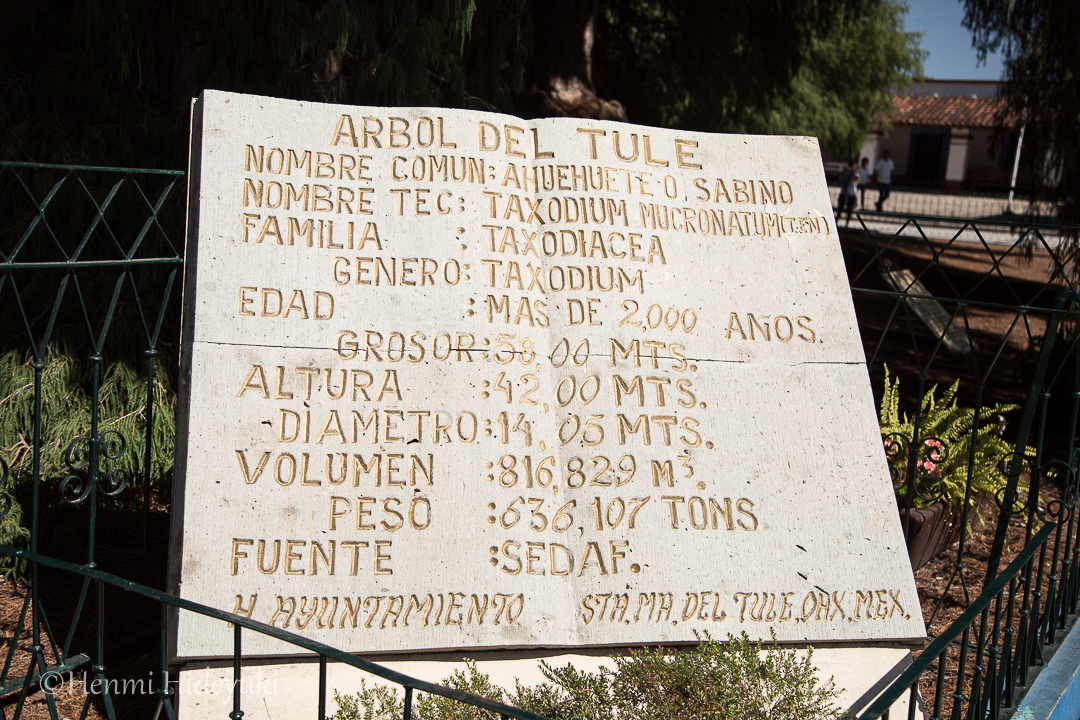 ARBOL DEL TULE
NOMBRE COMUN: AHUEHUETE O. SABINO
NOMBRE TEC: TAXODIUM MUCRONATUM(TEN)
FAMILIA : TAXODIACEA
GENERO: TAXODIUM
EDAD : MAS DE 2,000 AÑOS.
GROSOR: 58,00 MTS.
ALTURA : 42,00 MTS.
DIAMETRO: 14,05 MTS.
VOLUMEN : 816,829 M³.
PESO : 636,107 TONS
FUENTE : SEDAF.
H AYUNTAMIENTO STA. MA. DEL TULE, OAX. MEX.
©Henmi Hideyuki